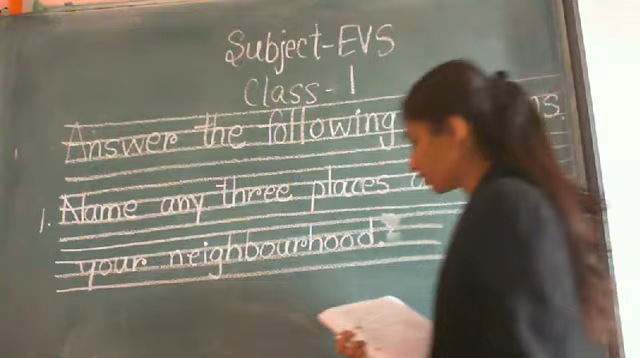 Subject-EVS
Class-1
Answer the following
1. Name any three places
your neighbourhood.